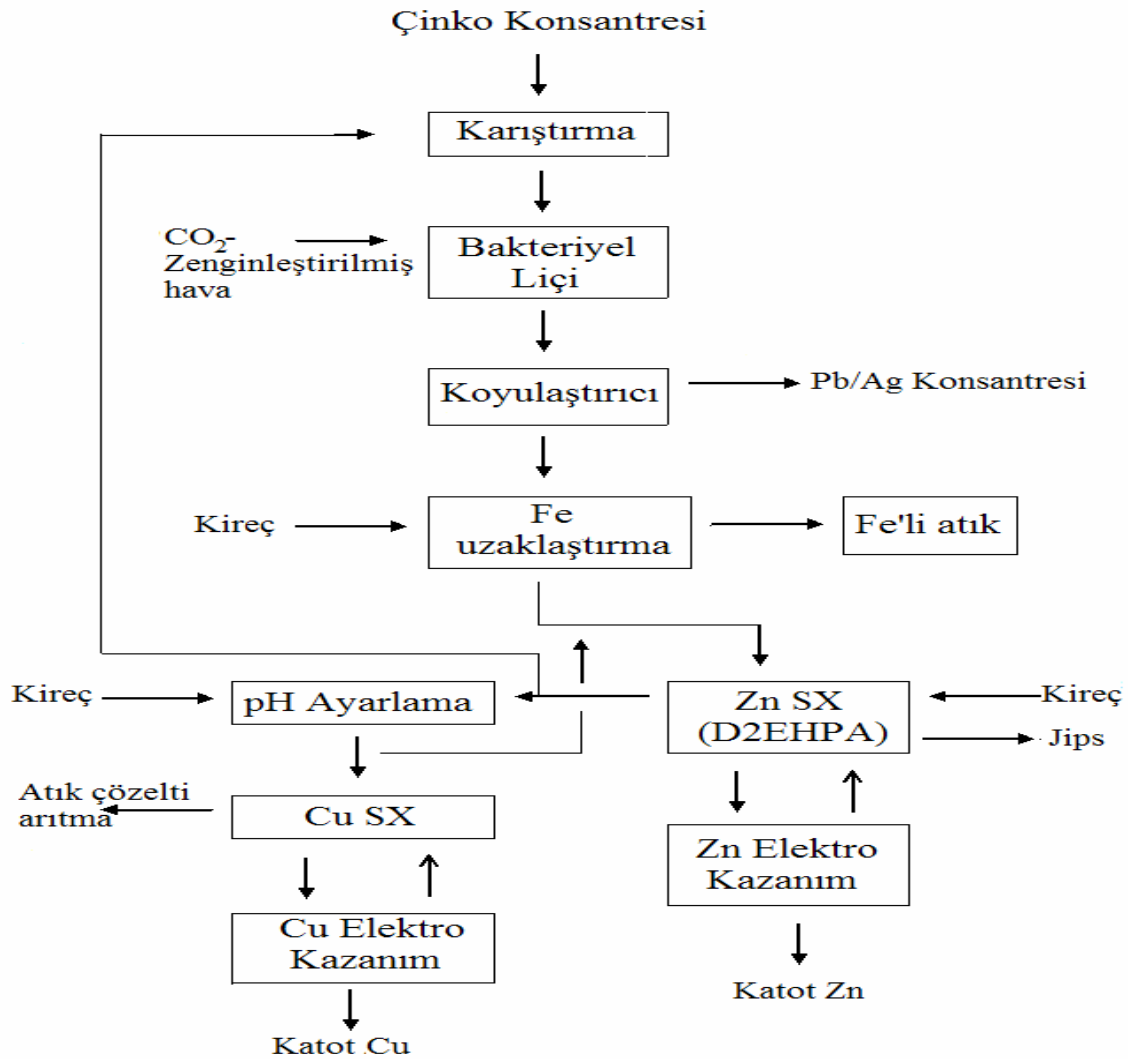 Çinko Konsantresi
Karıştırma
CO2-
Zenginleştirilmiş
hava
Bakteriyel
Liçi
Koyulaştırıcı
Pb/Ag Konsantresi
Kireç
Fe
uzaklaştırma
Fe'li atık
Kireç
pH Ayarlama
Zn SX
(D2EHPA)
Kireç
Jips
Atık çözelti
arıtma
Cu SX
Zn Elektro
Kazanım
Cu Elektro
Kazanım
Katot Zn
Katot Cu